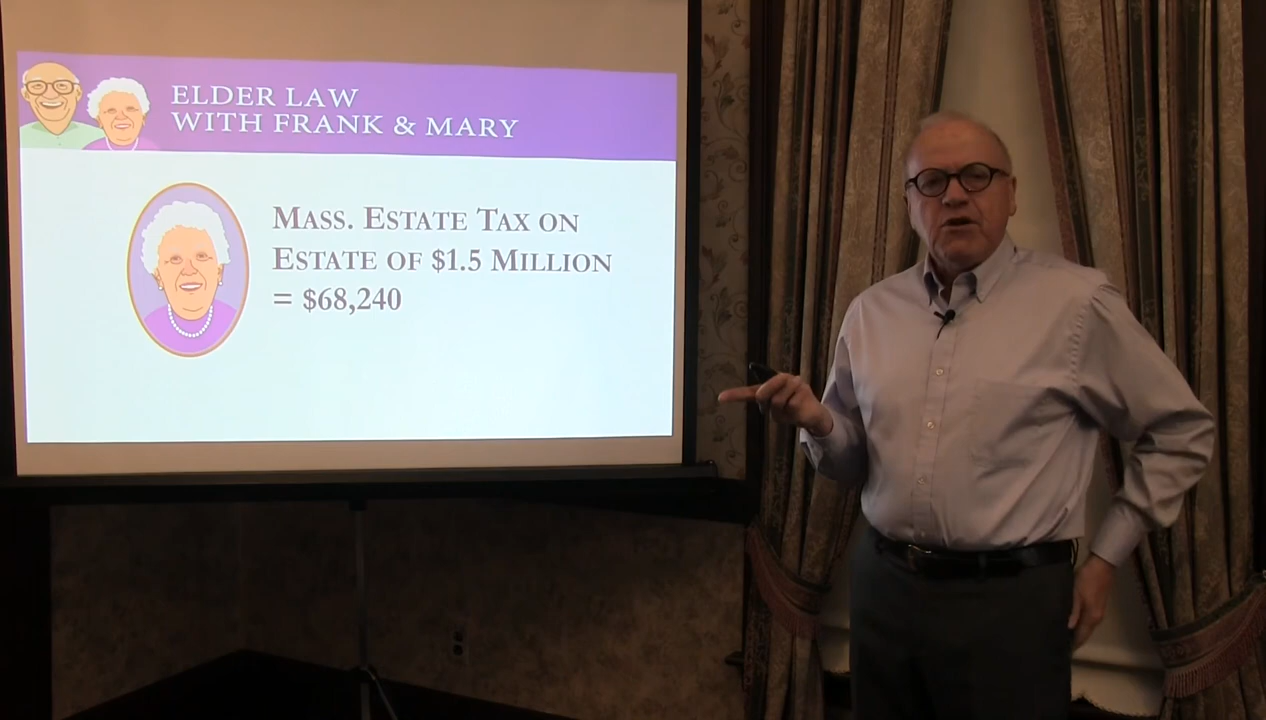 ELDER LAW
WITH FRANK & MARY
MASS. ESTATE TAX ON
ESTATE OF $1.5 MILLION
= $68,240